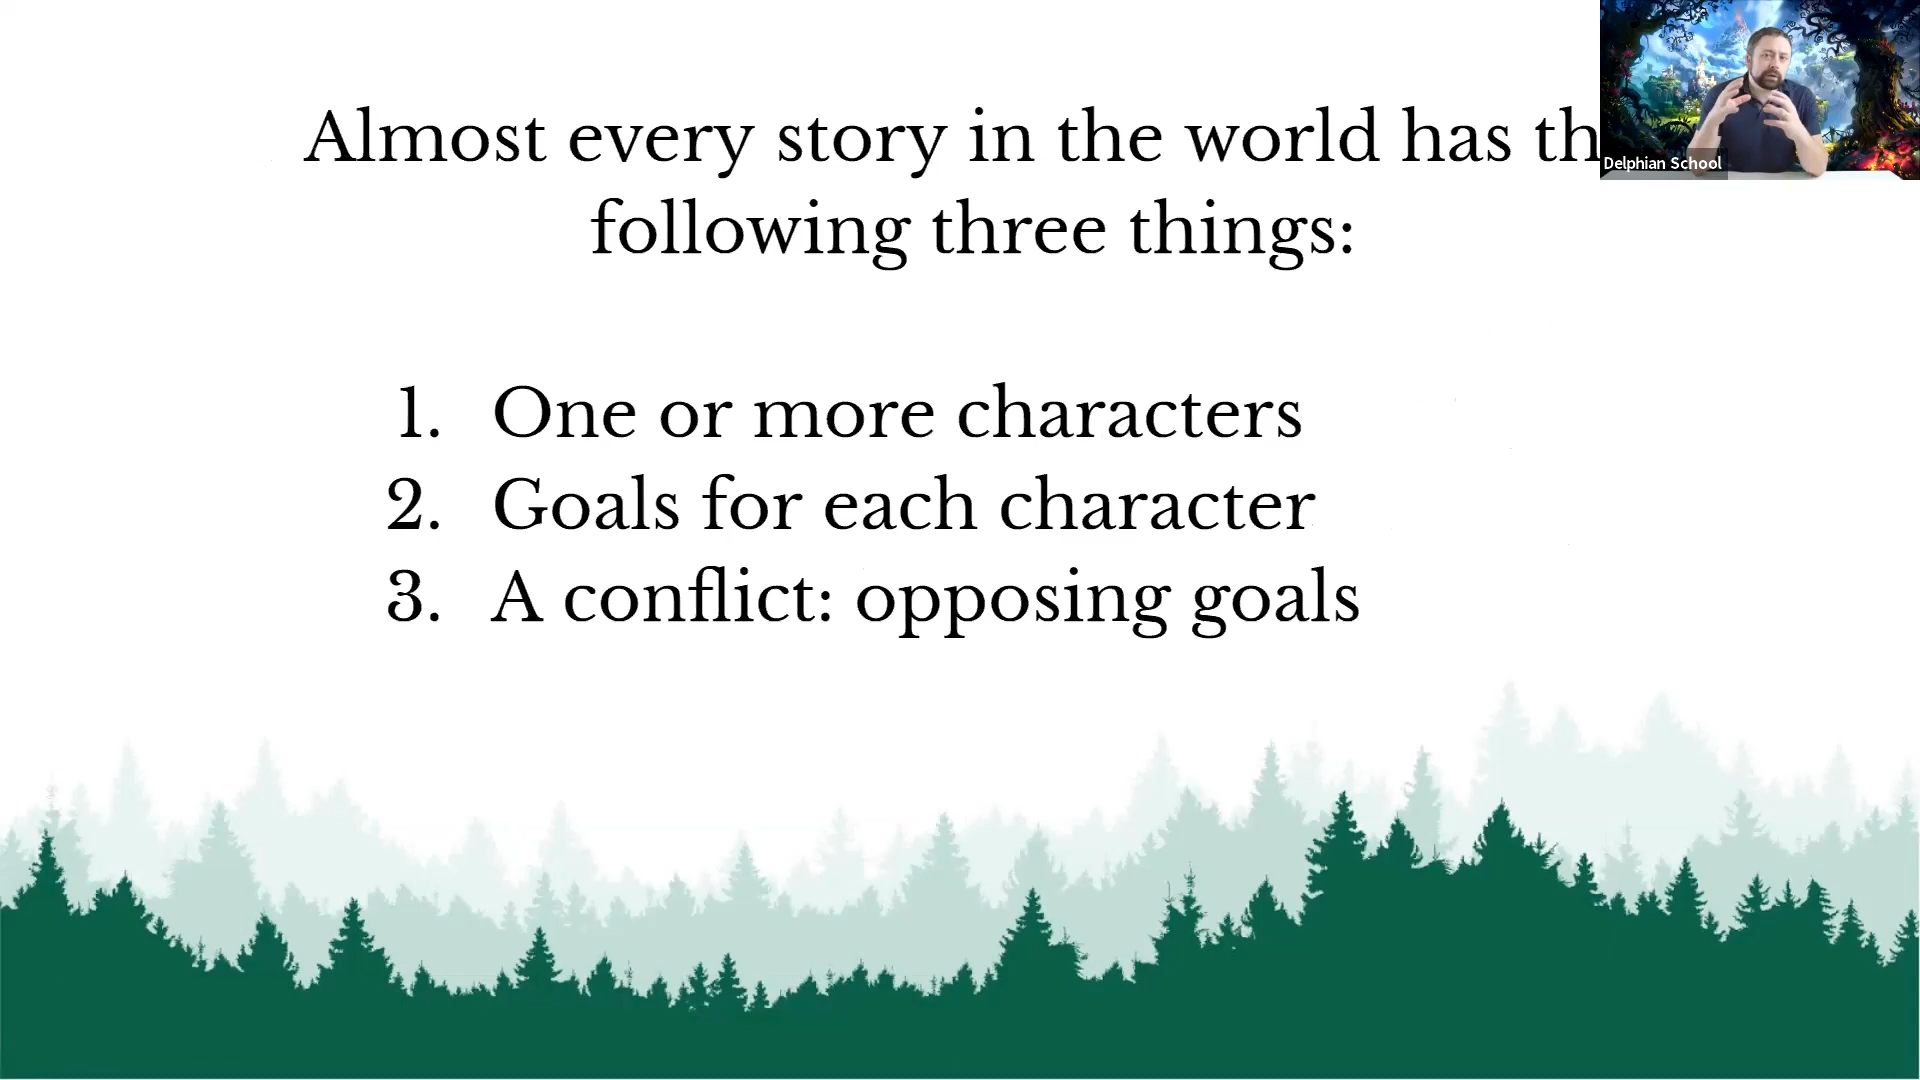 Almost every story in the world has th
following three things:
1. One or more characters
2. Goals for each character
3. A conflict: opposing goals
Delphian School